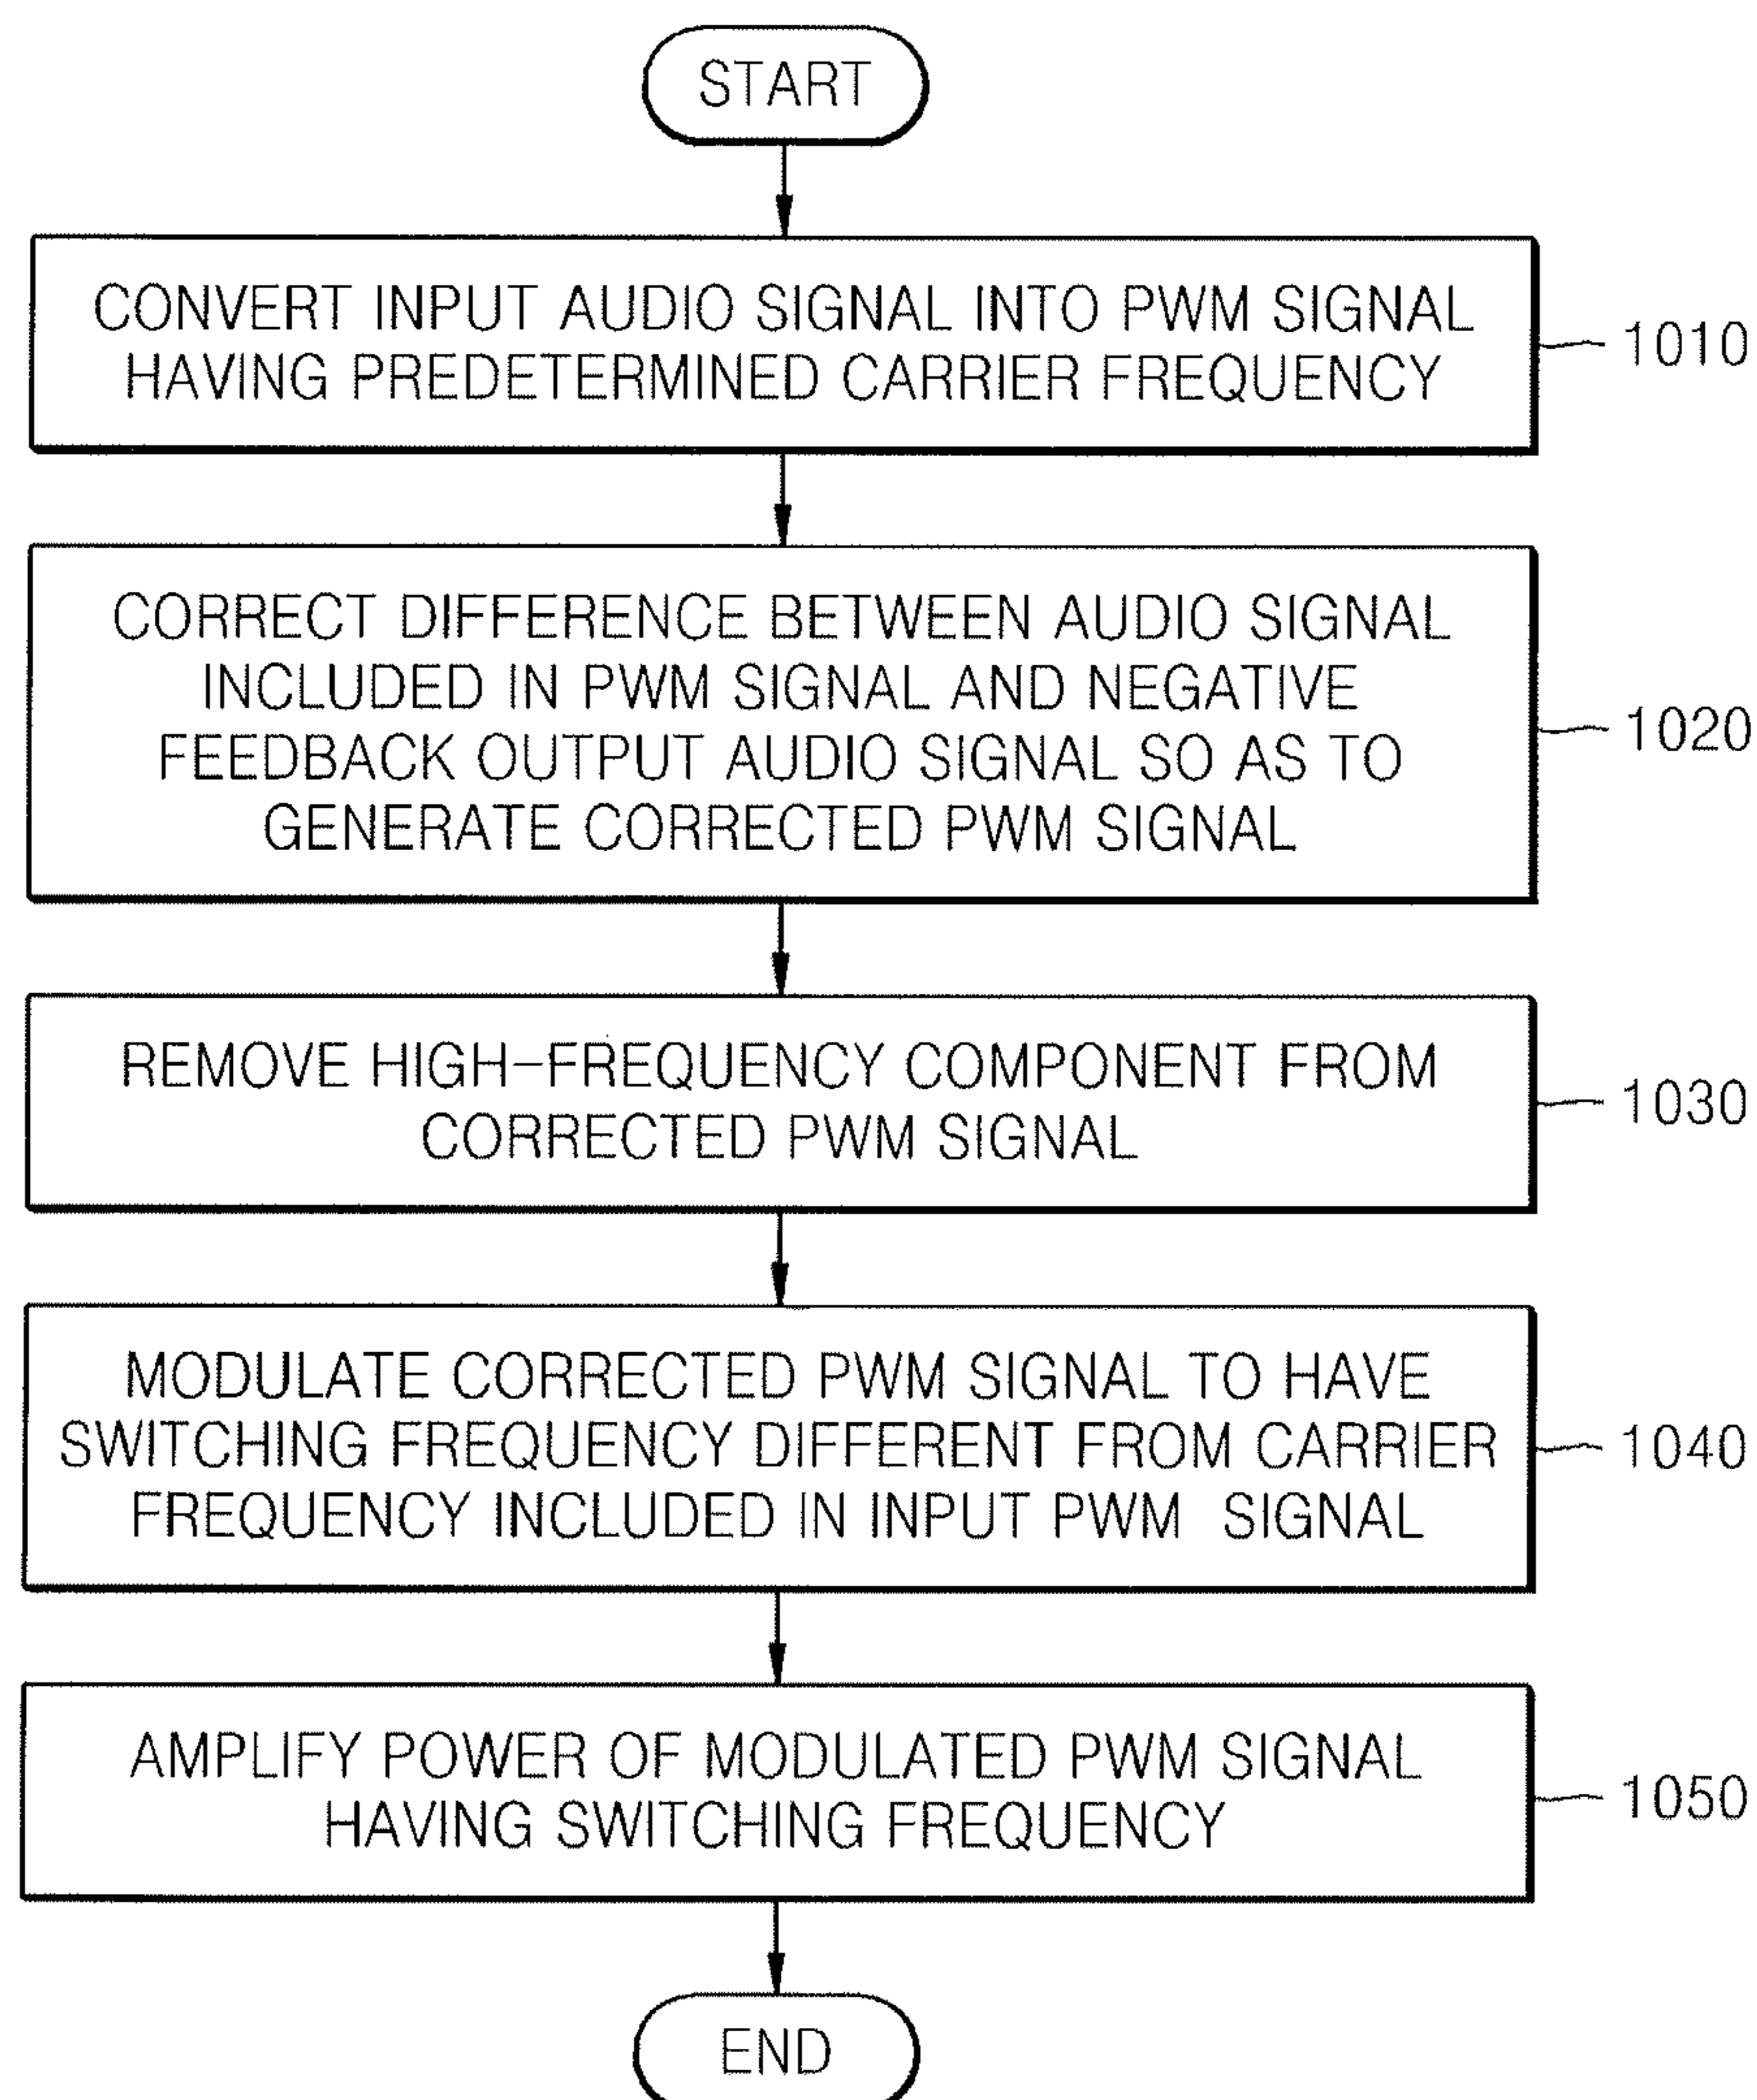 START
CONVERT INPUT AUDIO SIGNAL INTO PWM SIGNAL
HAVING PREDETERMINED CARRIER FREQUENCY
1010
CORRECT DIFFERENCE BETWEEN AUDIO SIGNAL
INCLUDED IN PWM SIGNAL AND NEGATIVE
FEEDBACK OUTPUT AUDIO SIGNAL SO AS TO
GENERATE CORRECTED PWM SIGNAL
1020
REMOVE HIGH-FREQUENCY COMPONENT FROM
CORRECTED PWM SIGNAL
1030
MODULATE CORRECTED PWM SIGNAL TO HAVE
SWITCHING FREQUENCY DIFFERENT FROM CARRIER
FREQUENCY INCLUDED IN INPUT PWM SIGNAL
1040
AMPLIFY POWER OF MODULATED PWM SIGNAL
HAVING SWITCHING FREQUENCY
1050
END